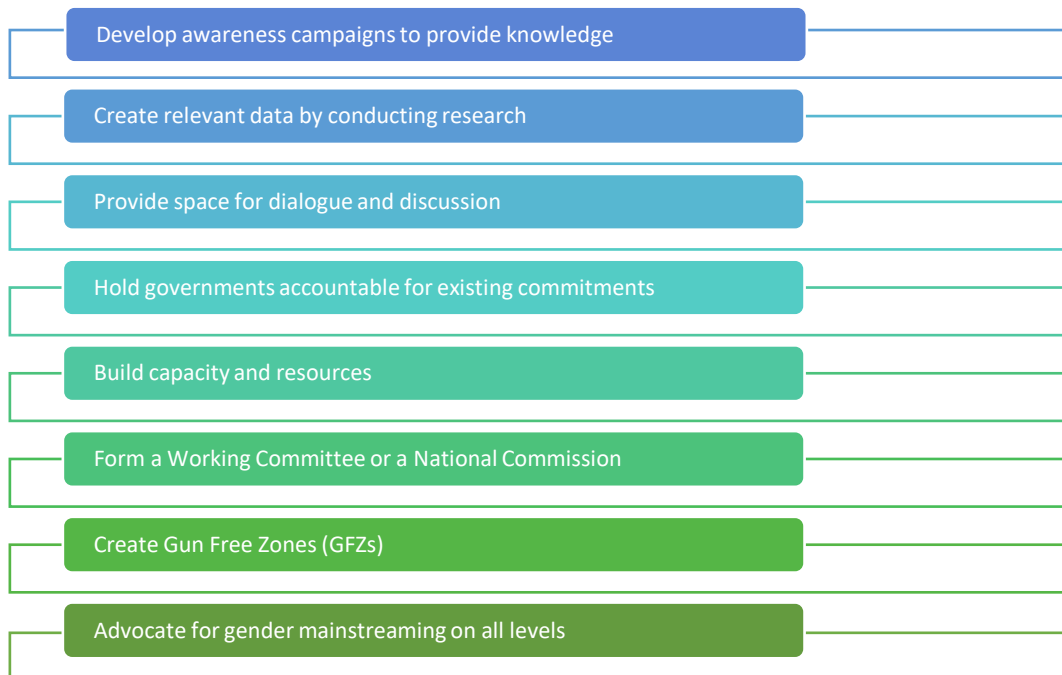 Develop awareness campaigns to provide knowledge
Create relevant data by conducting research
Provide space for dialogue and discussion
Hold governments accountable for existing commitments
Build capacity and resources
Form a Working Committee or a National Commission
Create Gun Free Zones (GFZs)
Advocate for gender mainstreaming on all levels